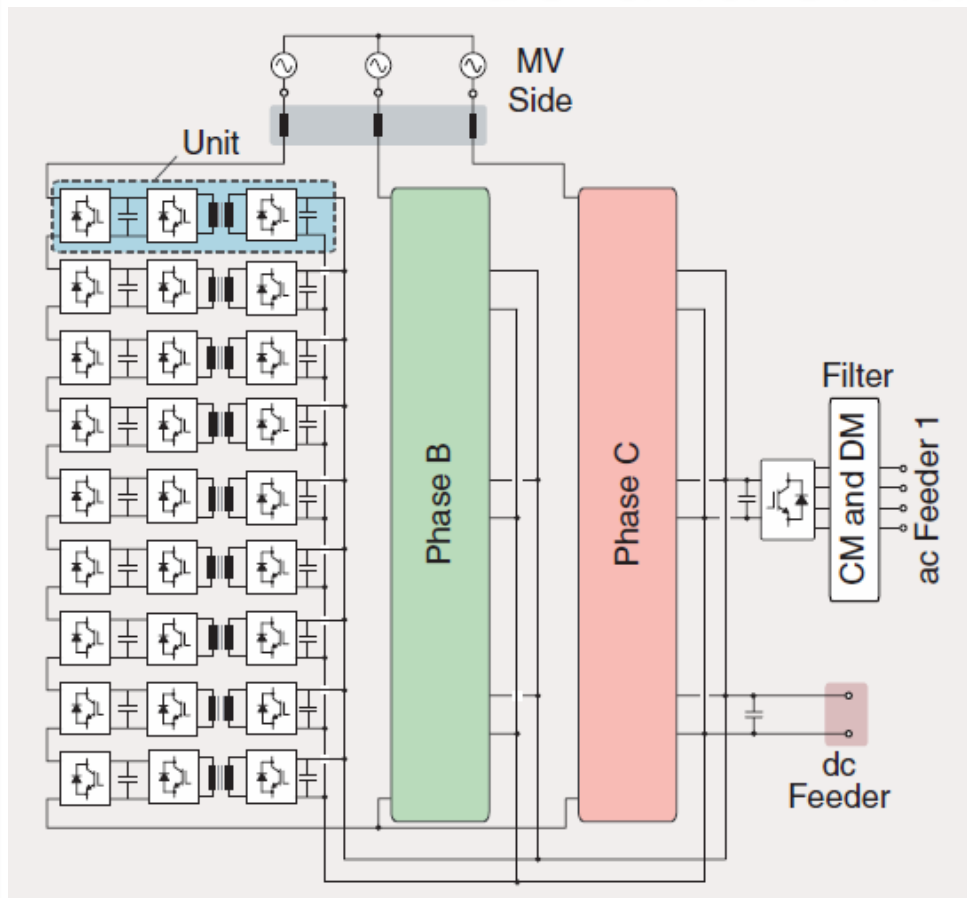 MV
Side
Unit
Phase B
Phase C
Filter
CM and DM
ac Feeder 1
dc
Feeder